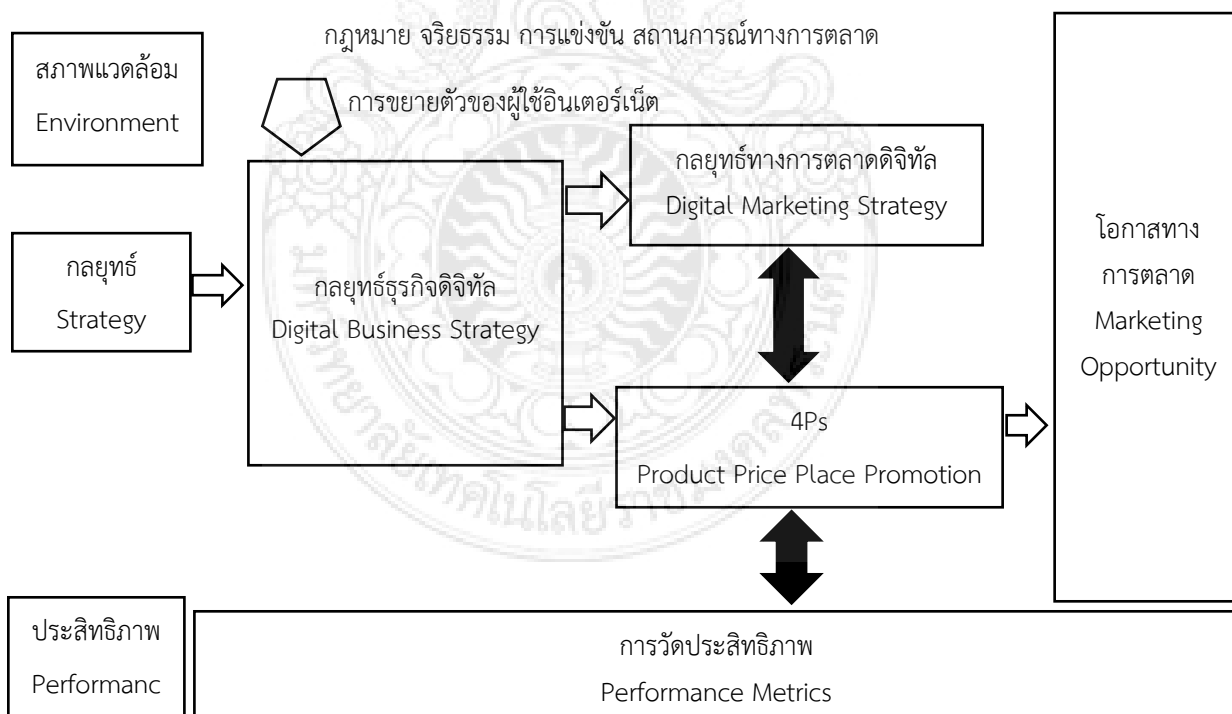 กฎหมาย จริยธรรม การแข่งขัน สถานการณ์ทางการตลาด
สภาพแวดล้อม
Environment
การขยายตัวของผู้ใช้อินเตอร์เน็ต
กลยุทธ์
Strategy
กลยุทธ์ธุรกิจดิจิทัล
Digital Business Strategy
กลยุทธ์ทางการตลาดดิจิทัล
Digital Marketing Strategy
4Ps
Product Price Place Promotion
โอกาสทาง
การตลาด
Marketing
Opportunity
ประสิทธิภาพ
Performanc
การวัดประสิทธิภาพ
Performance Metrics